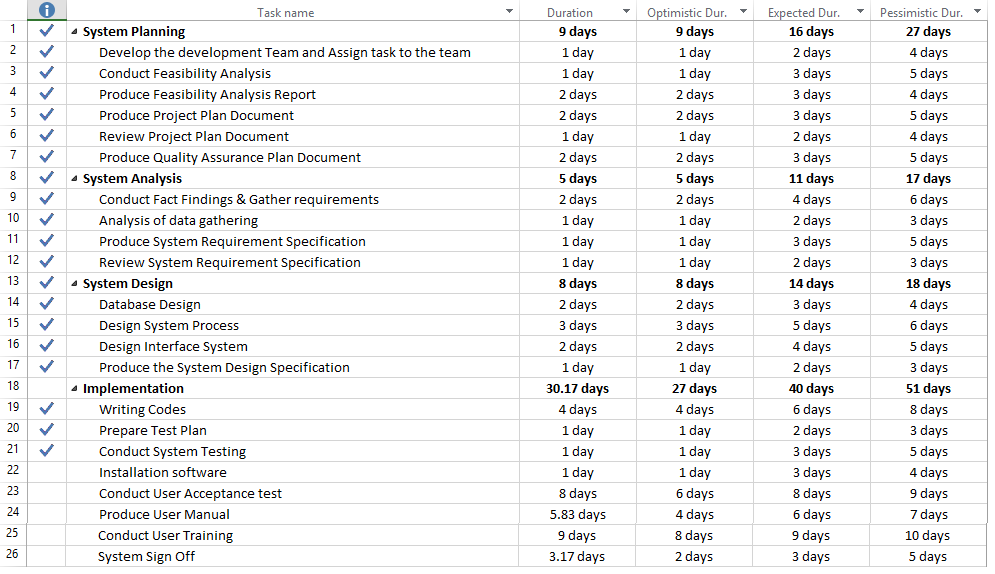 Task name Duration Optimistic Dur. Expected Dur. Pessimistic Dur.
1 System Planning 9 days 9 days 16 days 27 days
2 Develop the development Team and Assign task to the team 1 day 1 day 2 days 4 days
3 Conduct Feasibility Analysis 1 day 1 day 3 days 5 days
4 Produce Feasibility Analysis Report 2 days 2 days 3 days 4 days
5 Produce Project Plan Document 2 days 2 days 3 days 5 days
6 Review Project Plan Document 1 day 1 day 2 days 4 days
7 Produce Quality Assurance Plan Document 2 days 2 days 3 days 5 days
8 System Analysis 5 days 5 days 11 days 17 days
9 Conduct Fact Findings & Gather requirements 2 days 2 days 4 days 6 days
10 Analysis of data gathering 1 day 1 day 2 days 3 days
11 Produce System Requirement Specification 1 day 1 day 3 days 5 days
12 Review System Requirement Specification 1 day 1 day 2 days 3 days
13 System Design 8 days 8 days 14 days 18 days
14 Database Design 2 days 2 days 3 days 4 days
15 Design System Process 3 days 3 days 5 days 6 days
16 Design Interface System 2 days 2 days 4 days 5 days
17 Produce the System Design Specification 1 day 1 day 2 days 3 days
18 Implementation 30.17 days 27 days 40 days 51 days
19 Writing Codes 4 days 4 days 6 days 8 days
20 Prepare Test Plan 1 day 1 day 2 days 3 days
21 Conduct System Testing 1 day 1 day 3 days 5 days
22 Installation software 1 day 1 day 3 days 4 days
23 Conduct User Acceptance test 8 days 6 days 8 days 9 days
24 Produce User Manual 5.83 days 4 days 6 days 7 days
25 Conduct User Training 9 days 8 days 9 days 10 days
26 System Sign Off 3.17 days 2 days 3 days 5 days